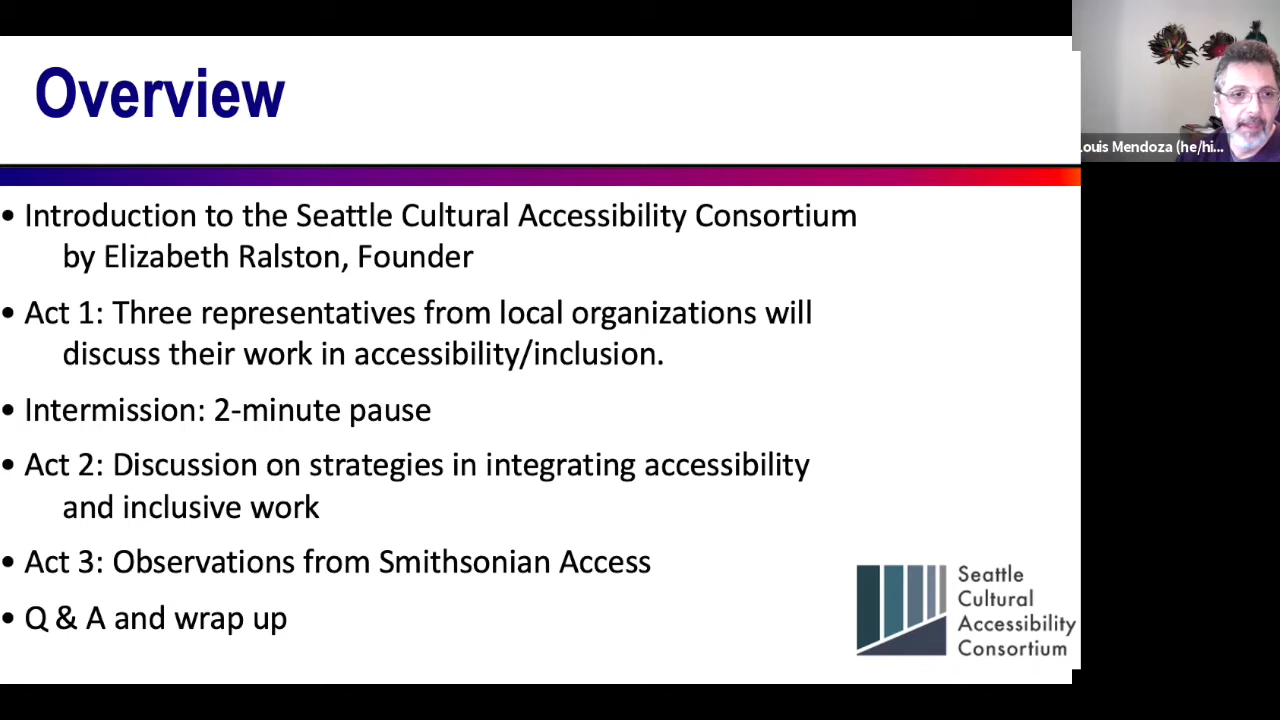 Overview
• Introduction to the Seattle Cultural Accessibility Consortium
by Elizabeth Ralston, Founder
• Act 1: Three representatives from local organizations will
discuss their work in accessibility/inclusion.
• Intermission: 2-minute pause
• Act 2: Discussion on strategies in integrating accessibility
and inclusive work
• Act 3: Observations from Smithsonian Access
• Q & A and wrap up
Seattle
Cultural
Accessibility
Consortium
Louis Mendoza (he/hi...